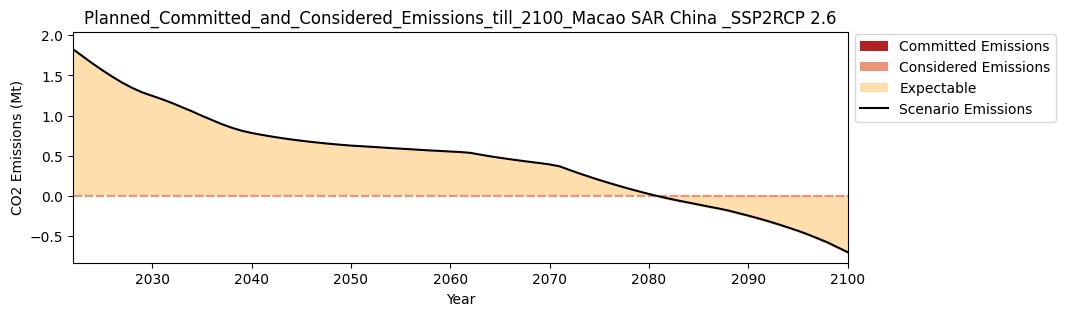 Planned_Committed_and_Considered_Emissions_till_2100_Macao SAR China _SSP2RCP 2.6
2.0
1.5
1.0
0.5
0.0
−0.5
CO2 Emissions (Mt)
2030 2040 2050 2060 2070 2080 2090 2100
Year
Committed Emissions
Considered Emissions
Expectable
Scenario Emissions